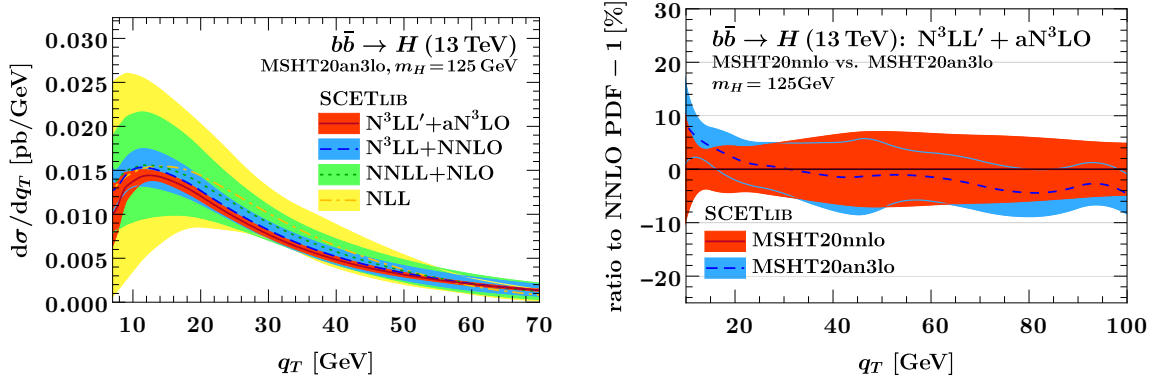 bb̄ → H (13 TeV)
MSHT20an3lo, m_H = 125 GeV
SCETLIB
N³LL′+aN³LO
N³LL+NNLO
NNLL+NLO
NLL
dσ/dq_T [pb/GeV]
0.030
0.025
0.020
0.015
0.010
0.005
0.000
10 20 30 40 50 60 70
q_T [GeV]
bb̄ → H (13 TeV): N³LL′ + aN³LO
MSHT20nnlo vs. MSHT20an3lo
m_H = 125GeV
SCETLIB
MSHT20nnlo
MSHT20an3lo
ratio to NNLO PDF − 1 [%]
30
20
10
0
−10
−20
20 40 60 80 100
q_T [GeV]